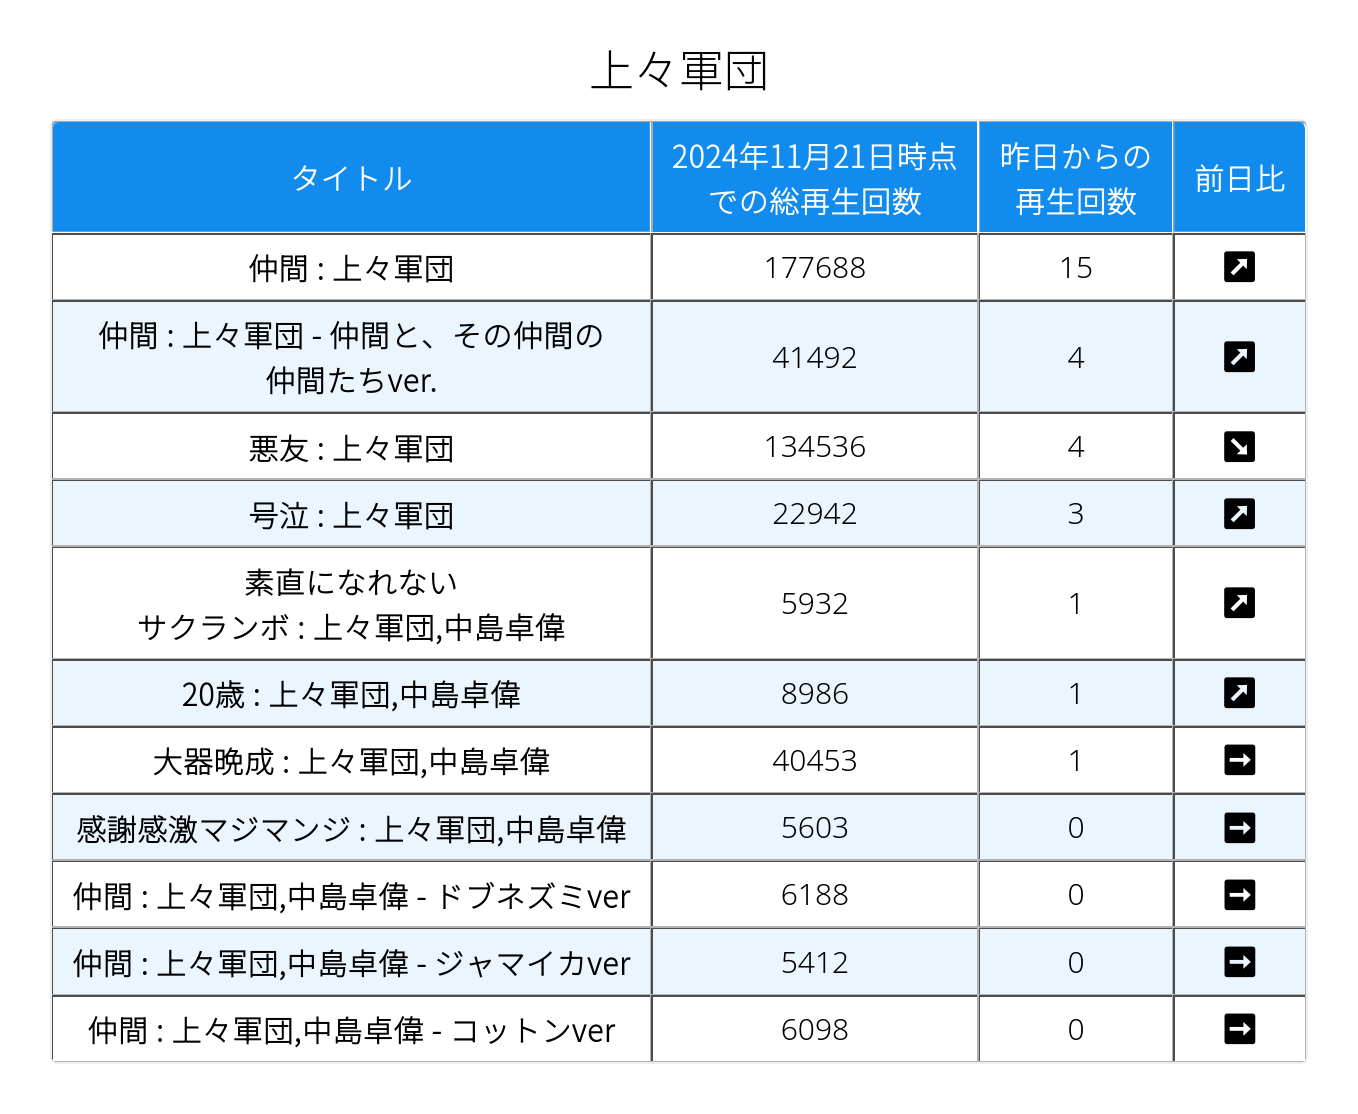 上々軍団
タイトル
2024年11月21日時点
での総再生回数
昨日からの
再生回数
前日比
仲間 : 上々軍団
177688
15
仲間 : 上々軍団 - 仲間と、その仲間の
仲間たちver.
41492
4
悪友 : 上々軍団
134536
4
号泣 : 上々軍団
22942
3
素直になれない
サクランボ : 上々軍団,中島卓偉
5932
1
20歳 : 上々軍団,中島卓偉
8986
1
大器晩成 : 上々軍団,中島卓偉
40453
1
感謝感激マジマンジ : 上々軍団,中島卓偉
5603
0
仲間 : 上々軍団,中島卓偉 - ドブネズミver
6188
0
仲間 : 上々軍団,中島卓偉 - ジャマイカver
5412
0
仲間 : 上々軍団,中島卓偉 - コットンver
6098
0